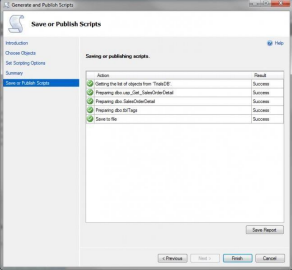 Generate and Publish Scripts
Save or Publish Scripts
Introduction
Choose Objects
Set Scripting Options
Summary
Save or Publish Scripts
Help
Saving or publishing scripts.
Action Result
Getting the list of objects from 'TrialsDB'. Success
Preparing dbo.usp_Get_SalesOrderDetail Success
Preparing dbo.SalesOrderDetail Success
Preparing dbo.tblTags Success
Save to file Success
Save Report
< Previous Next > Finish Cancel